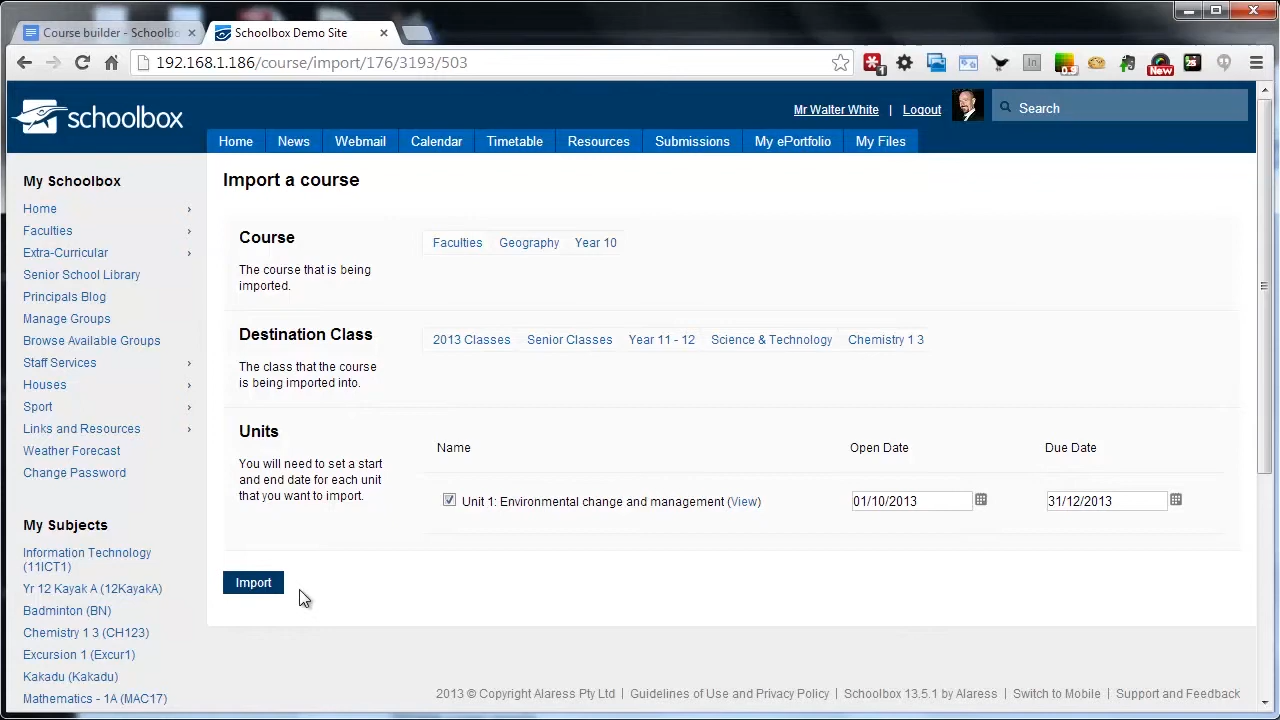 Course builder - Schoolbo
Schoolbox Demo Site
192.168.1.186/course/import/176/3193/503
schoolbox
Mr Walter White | Logout
Search
Home News Webmail Calendar Timetable Resources Submissions My ePortfolio My Files
My Schoolbox
Home
Faculties
Extra-Curricular
Senior School Library
Principals Blog
Manage Groups
Browse Available Groups
Staff Services
Houses
Sport
Links and Resources
Weather Forecast
Change Password
My Subjects
Information Technology
(11ICT1)
Yr 12 Kayak A (12KayakA)
Badminton (BN)
Chemistry 1 3 (CH123)
Excursion 1 (Excur1)
Kakadu (Kakadu)
Mathematics - 1A (MAC17)
Import a course
Course
The course that is being
imported.
Faculties Geography Year 10
Destination Class
The class that the course
is being imported into.
2013 Classes Senior Classes Year 11 - 12 Science & Technology Chemistry 1 3
Units
You will need to set a start
and end date for each unit
that you want to import.
Name Open Date Due Date
Unit 1: Environmental change and management (View) 01/10/2013 31/12/2013
Import
2013 © Copyright Alaress Pty Ltd | Guidelines of Use and Privacy Policy | Schoolbox 13.5.1 by Alaress | Switch to Mobile | Support and Feedback